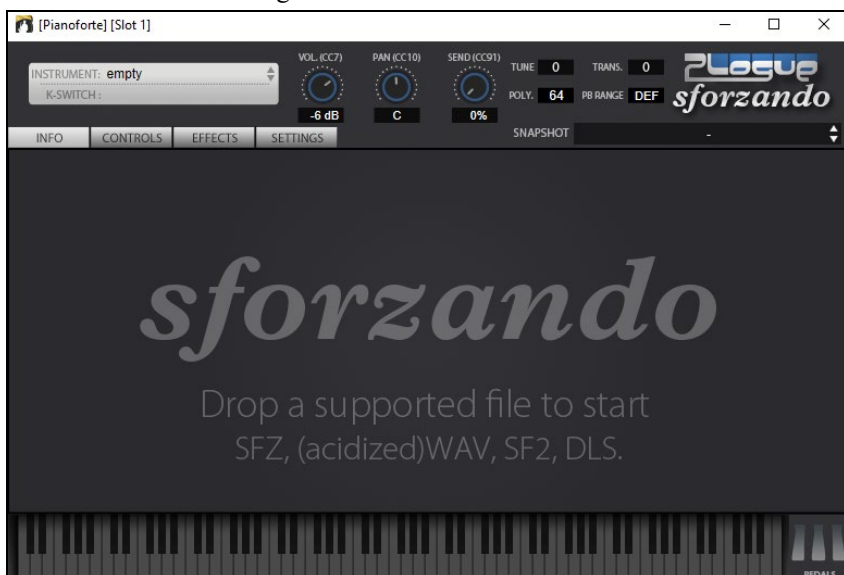 [Pianoforte] [Slot 1]
INSTRUMENT: empty
K-SWITCH :
VOL. (CC7)
-6 dB
PAN (CC10)
C
SEND (CC91)
0%
TUNE 0
TRANS. 0
POLY. 64
PB RANGE DEF
PLOGUE
sforzando
INFO
CONTROLS
EFFECTS
SETTINGS
SNAPSHOT -
sforzando
Drop a supported file to start
SFZ, (acidized)WAV, SF2, DLS.
PEDALS